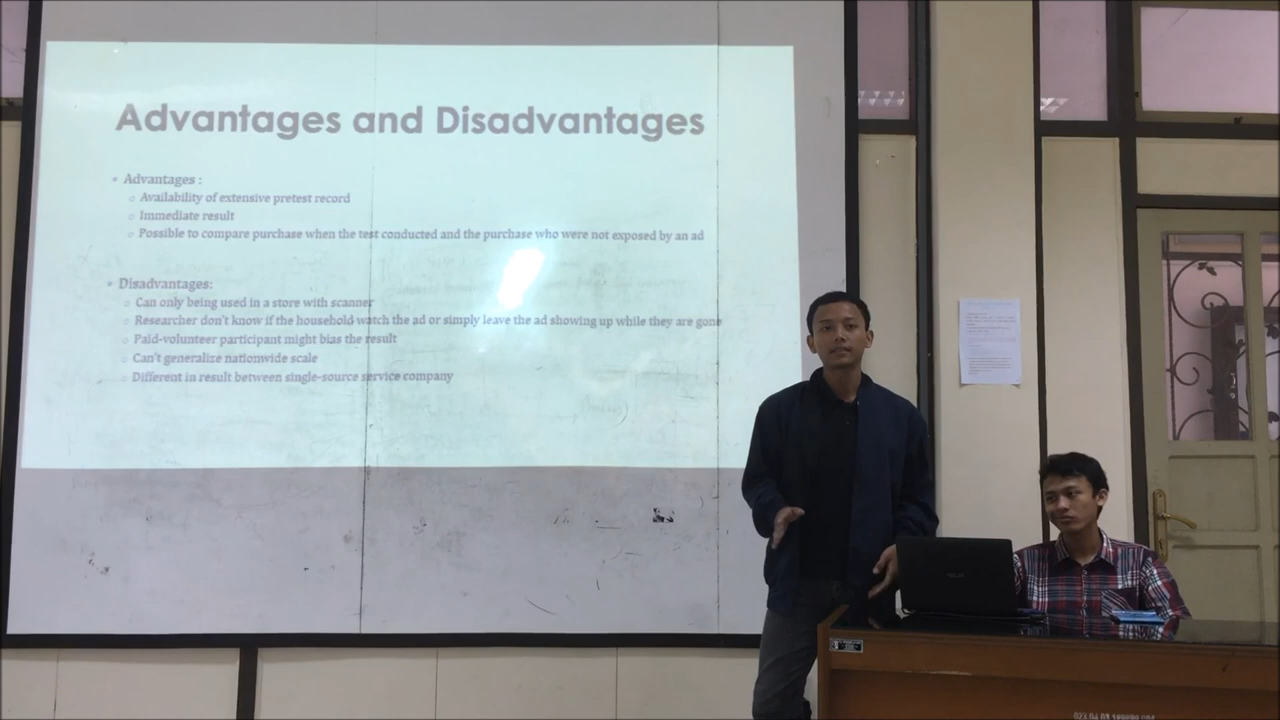 Advantages and Disadvantages
Advantages :
Availability of extensive pretest record
Immediate result
Possible to compare purchase when the test conducted and the purchase who were not exposed by an ad
Disadvantages:
Can only being used in a store with scanner
Researcher don't know if the household watch the ad or simply leave the ad showing up while they are gone
Paid-volunteer participant might bias the result
Can't generalize nationwide scale
Different in result between single-source service company
ASUS